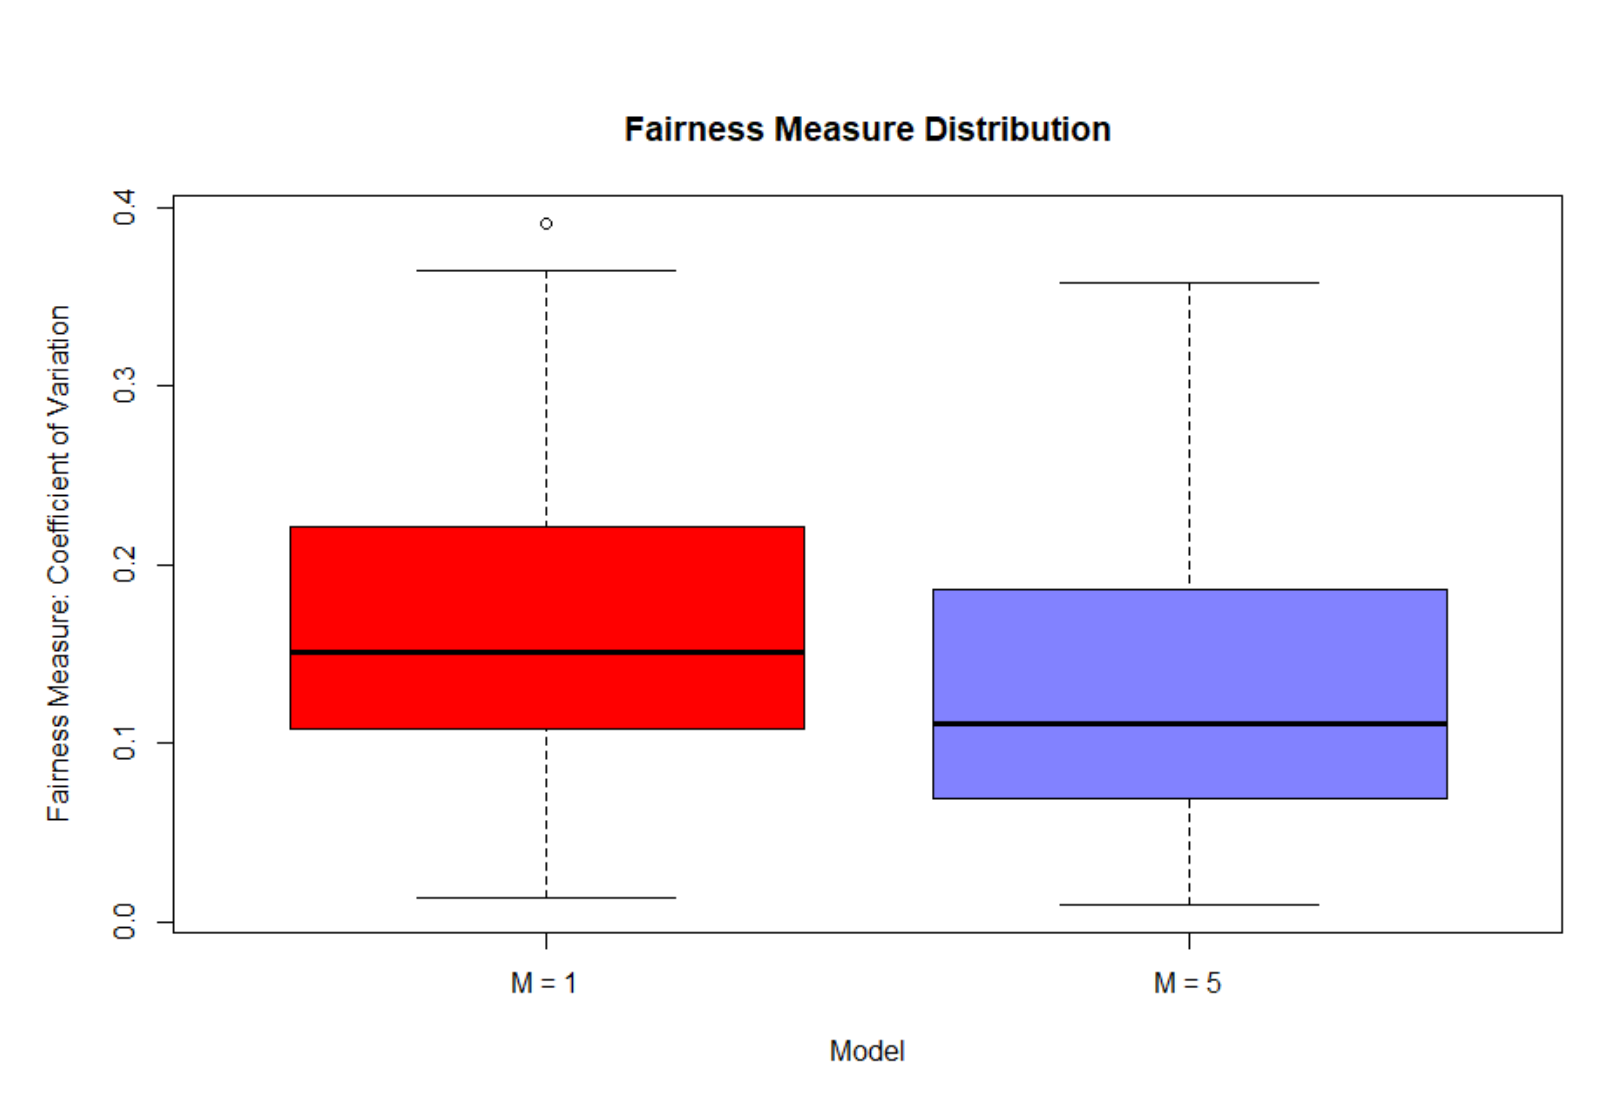 Fairness Measure Distribution
Fairness Measure: Coefficient of Variation
0.4
0.3
0.2
0.1
0.0
M = 1
M = 5
Model